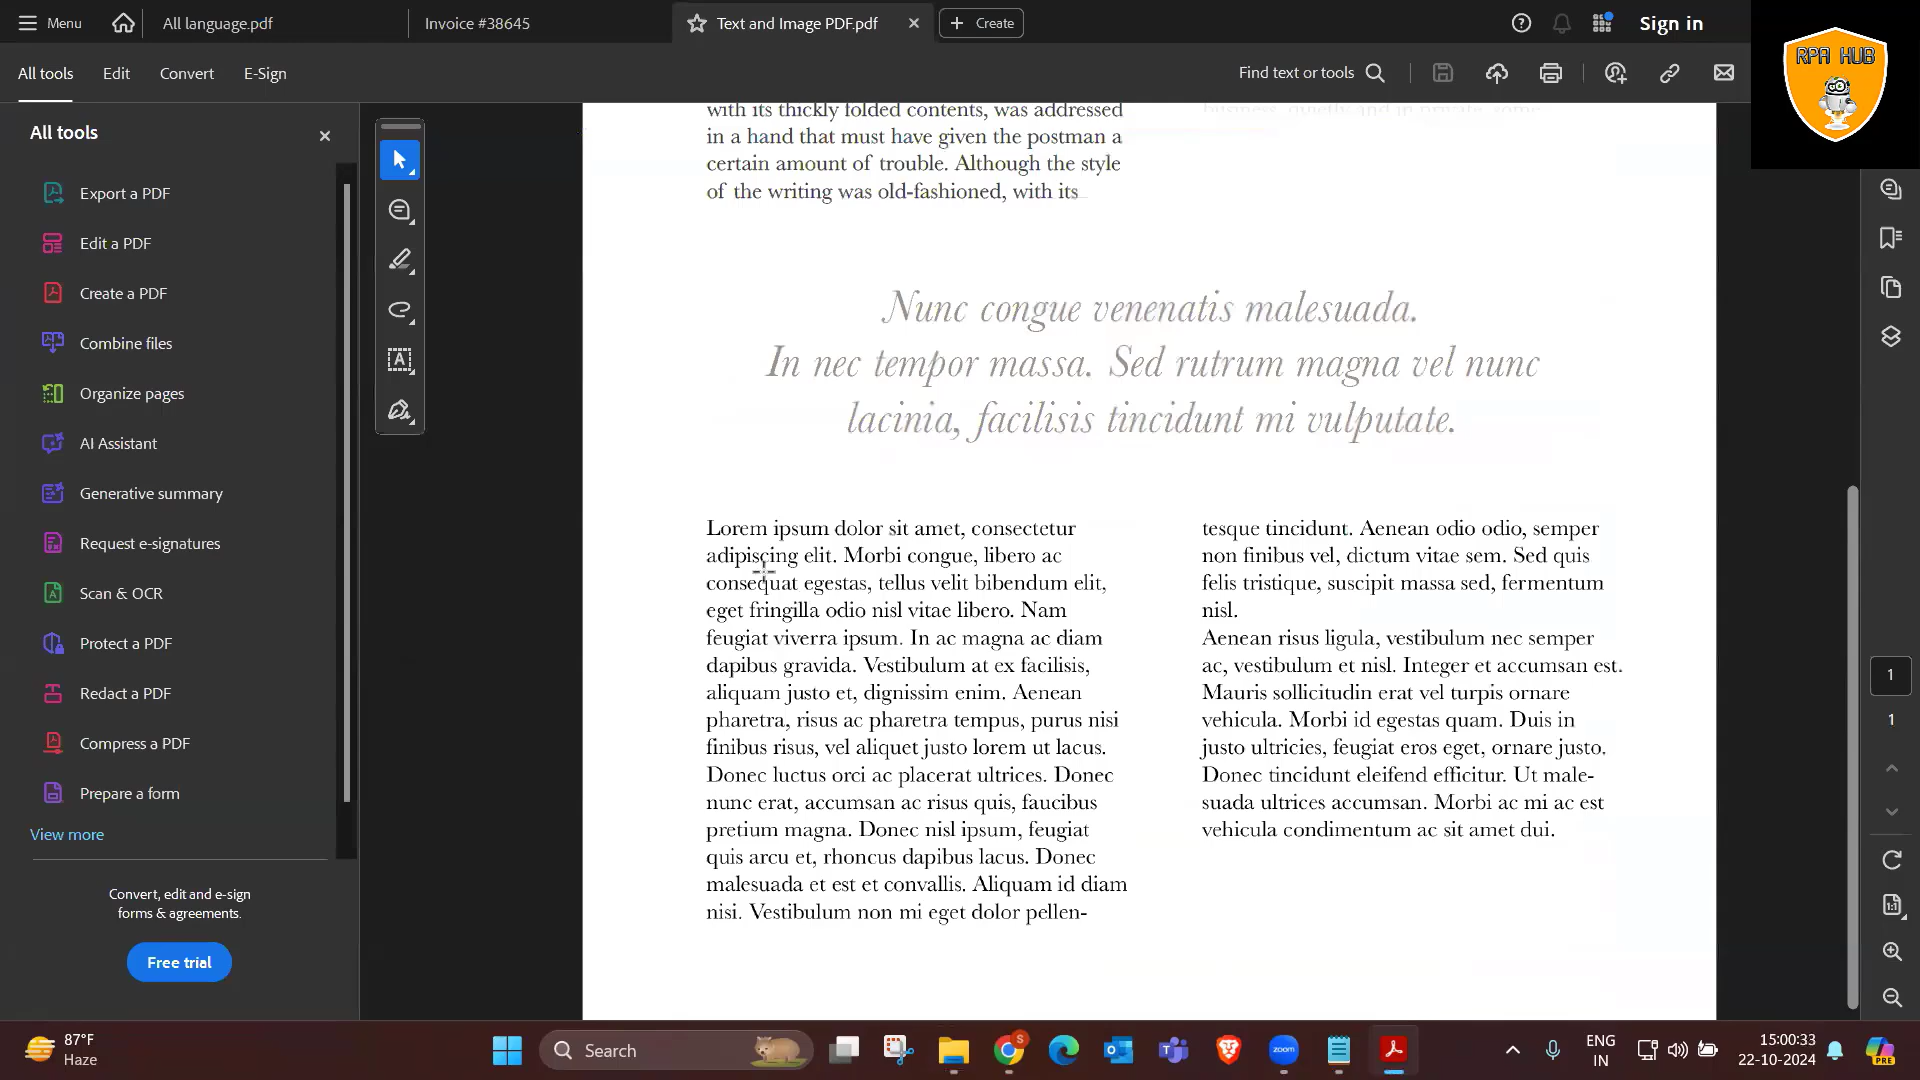 Menu
All language.pdf
Invoice #38645
Text and Image PDF.pdf
Create
Sign in
RPA HUB
All tools
Edit
Convert
E-Sign
Find text or tools
All tools
Export a PDF
Edit a PDF
Create a PDF
Combine files
Organize pages
AI Assistant
Generative summary
Request e-signatures
Scan & OCR
Protect a PDF
Redact a PDF
Compress a PDF
Prepare a form
View more
Convert, edit and e-sign
forms & agreements.
Free trial
with its thickly folded contents, was addressed
in a hand that must have given the postman a
certain amount of trouble. Although the style
of the writing was old-fashioned, with its
business, quietly and in private, some
Nunc congue venenatis malesuada.
In nec tempor massa. Sed rutrum magna vel nunc
lacinia, facilisis tincidunt mi vulputate.
Lorem ipsum dolor sit amet, consectetur
adipiscing elit. Morbi congue, libero ac
consequat egestas, tellus velit bibendum elit,
eget fringilla odio nisl vitae libero. Nam
feugiat viverra ipsum. In ac magna ac diam
dapibus gravida. Vestibulum at ex facilisis,
aliquam justo et, dignissim enim. Aenean
pharetra, risus ac pharetra tempus, purus nisi
finibus risus, vel aliquet justo lorem ut lacus.
Donec luctus orci ac placerat ultrices. Donec
nunc erat, accumsan ac risus quis, faucibus
pretium magna. Donec nisl ipsum, feugiat
quis arcu et, rhoncus dapibus lacus. Donec
malesuada et est et convallis. Aliquam id diam
nisi. Vestibulum non mi eget dolor pellen-
tesque tincidunt. Aenean odio odio, semper
non finibus vel, dictum vitae sem. Sed quis
felis tristique, suscipit massa sed, fermentum
nisl.
Aenean risus ligula, vestibulum nec semper
ac, vestibulum et nisl. Integer et accumsan est.
Mauris sollicitudin erat vel turpis ornare
vehicula. Morbi id egestas quam. Duis in
justo ultricies, feugiat eros eget, ornare justo.
Donec tincidunt eleifend efficitur. Ut male-
suada ultrices accumsan. Morbi ac mi ac est
vehicula condimentum ac sit amet dui.
1
1
87°F
Haze
Search
zoom
ENG
IN
15:00:33
22-10-2024
PRE